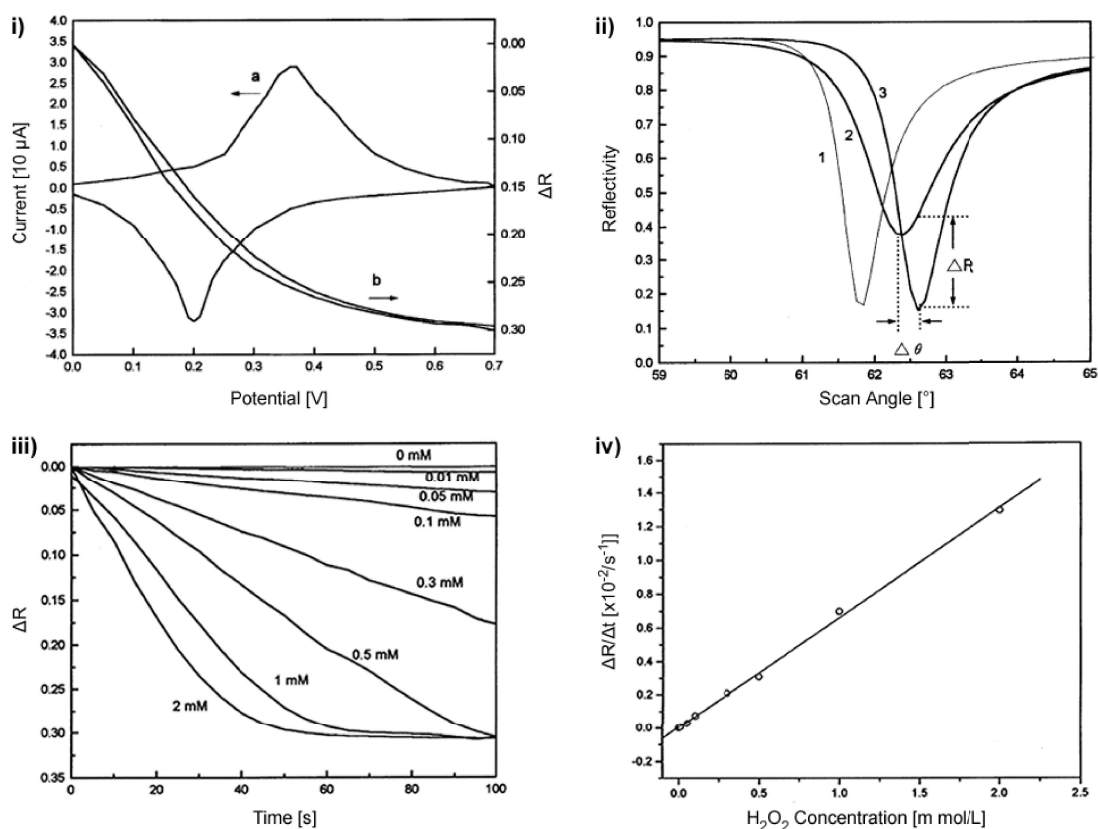 i)
4.0
3.5
3.0
2.5
2.0
1.5
1.0
0.5
0.0
-0.5
-1.0
-1.5
-2.0
-2.5
-3.0
-3.5
-4.0
Current [10 µA]
a
b
0.00
0.05
0.10
0.15
0.20
0.25
0.30
ΔR
0.0 0.1 0.2 0.3 0.4 0.5 0.6 0.7
Potential [V]
ii)
1.0
0.9
0.8
0.7
0.6
0.5
0.4
0.3
0.2
0.1
0.0
Reflectivity
1
2
3
△R
△ θ
59 60 61 62 63 64 65
Scan Angle [°]
iii)
0.00
0.05
0.10
0.15
0.20
0.25
0.30
0.35
ΔR
0 mM
0.01 mM
0.05 mM
0.1 mM
0.3 mM
0.5 mM
1 mM
2 mM
0 20 40 60 80 100
Time [s]
iv)
1.6
1.4
1.2
1.0
0.8
0.6
0.4
0.2
0.0
-0.2
ΔR/Δt [x10⁻²/s⁻¹]]
0.0 0.5 1.0 1.5 2.0 2.5
H₂O₂ Concentration [m mol/L]